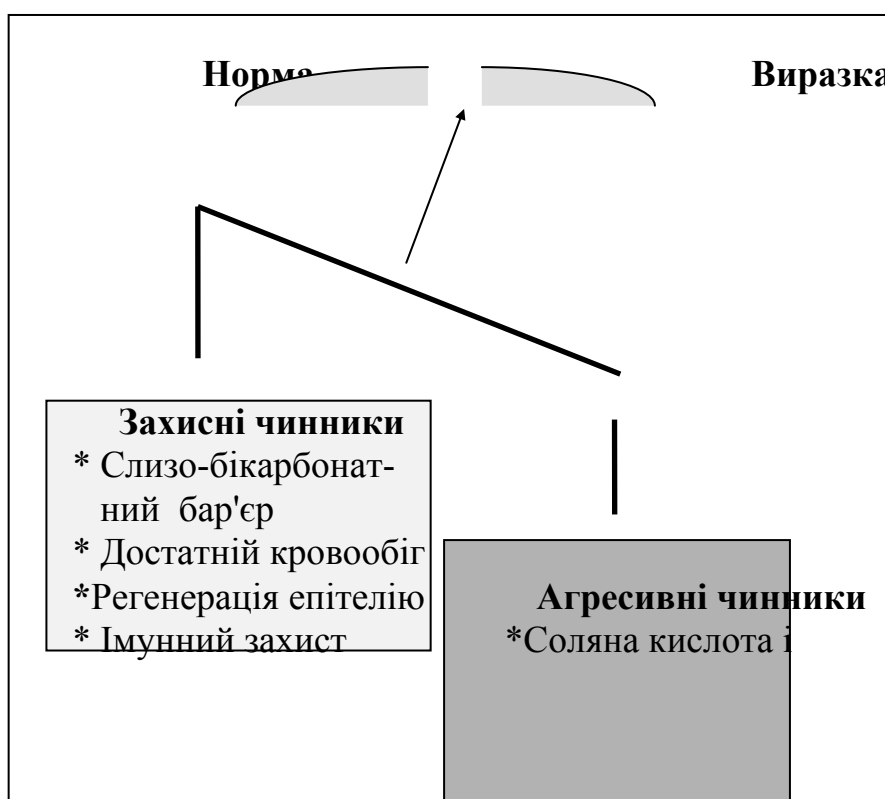 Норма
Виразка
Захисні чинники
* Слизо-бікарбонат-
ний бар'єр
* Достатній кровообіг
*Регенерація епітелію
* Імунний захист
Агресивні чинники
*Соляна кислота і